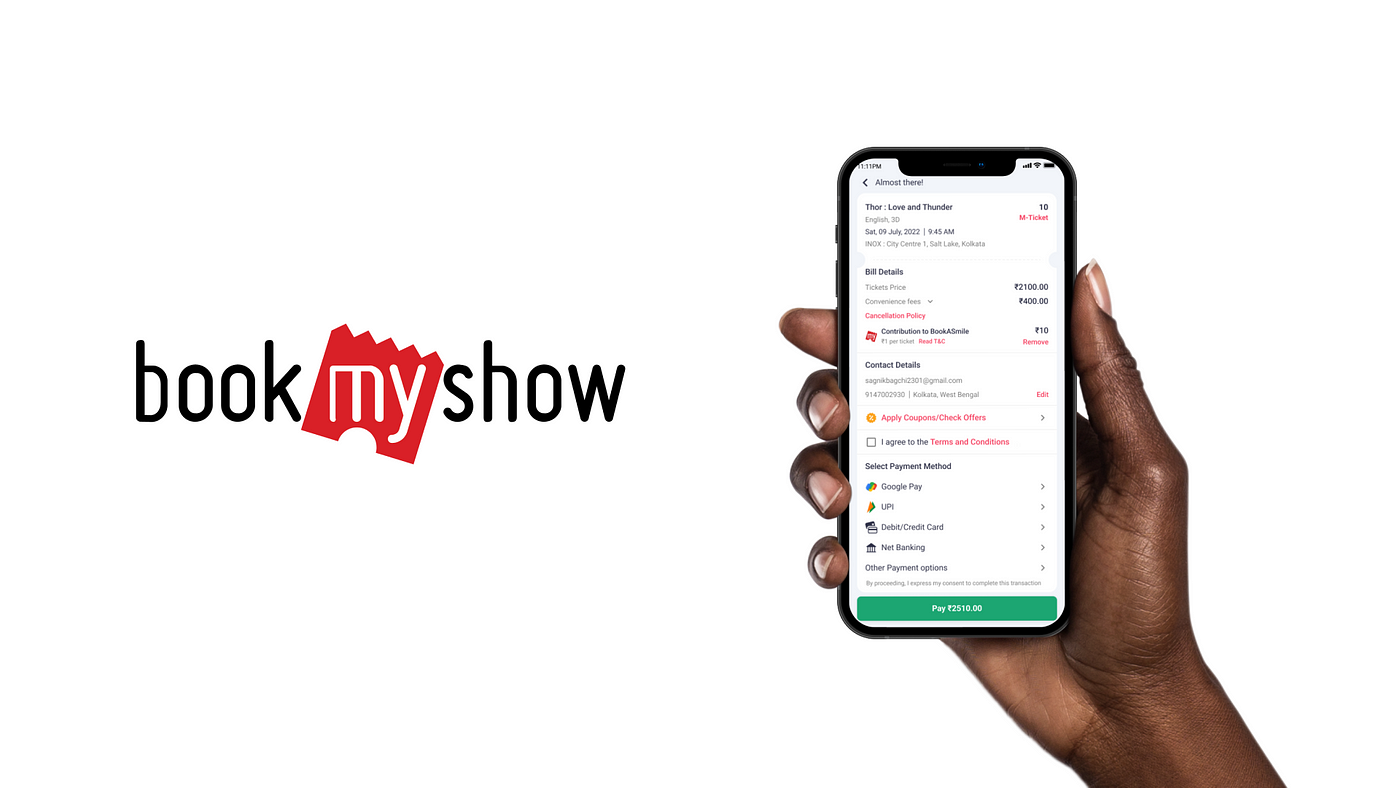 bookmyshow
11:11PM
Almost there!
Thor : Love and Thunder 10
English, 3D M-Ticket
Sat, 09 July, 2022 | 9:45 AM
INOX : City Centre 1, Salt Lake, Kolkata
Bill Details
Tickets Price ₹2100.00
Convenience fees ₹400.00
Cancellation Policy
Contribution to BookASmile ₹10
₹1 per ticket Read T&C Remove
Contact Details
sagnikbagchi2301@gmail.com
9147002930 | Kolkata, West Bengal Edit
Apply Coupons/Check Offers
I agree to the Terms and Conditions
Select Payment Method
Google Pay
UPI
Debit/Credit Card
Net Banking
Other Payment options
By proceeding, I express my consent to complete this transaction
Pay ₹2510.00